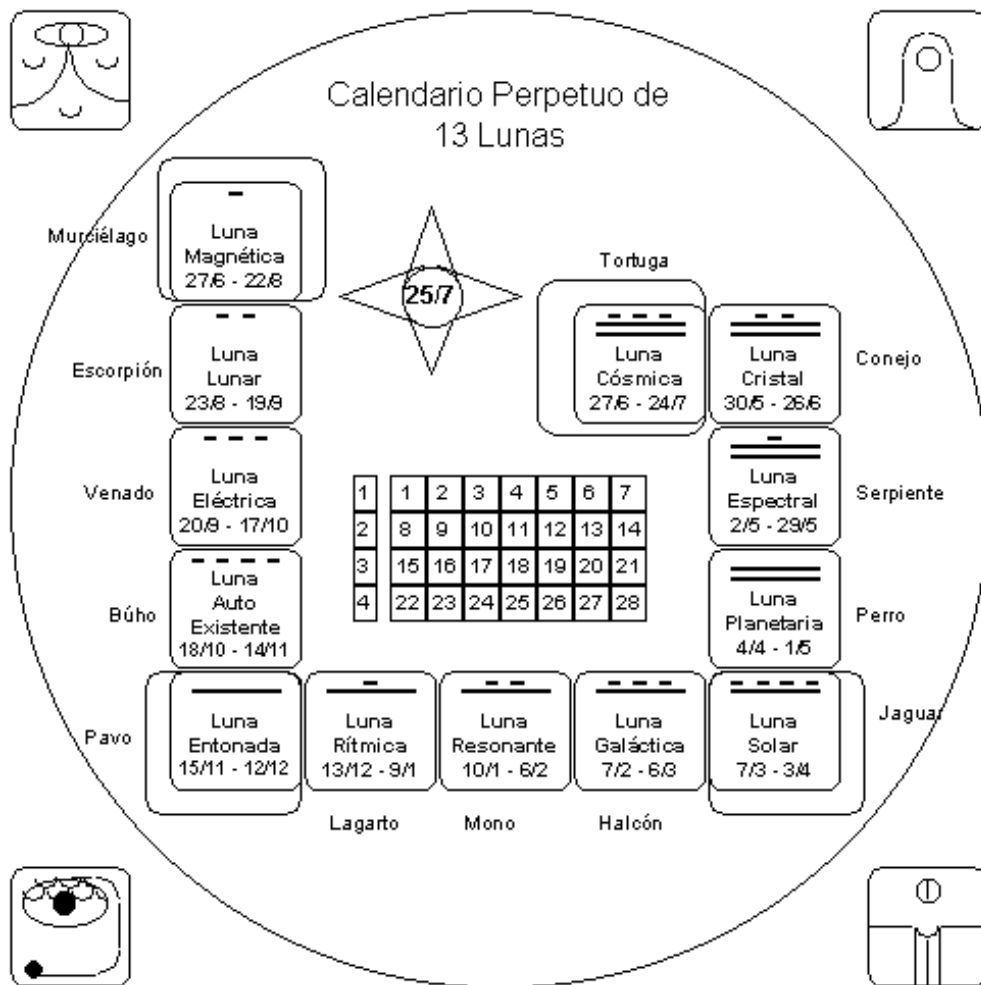 Calendario Perpetuo de
13 Lunas
Murciélago
Luna
Magnética
27/6 - 22/8
25/7
Tortuga
Luna
Cósmica
27/6 - 24/7
Luna
Cristal
30/5 - 26/6
Conejo
Escorpión
Luna
Lunar
23/8 - 19/9
Venado
Luna
Eléctrica
20/9 - 17/10
Luna
Espectral
2/5 - 29/5
Serpiente
1 1 2 3 4 5 6 7
2 8 9 10 11 12 13 14
3 15 16 17 18 19 20 21
4 22 23 24 25 26 27 28
Búho
Luna
Auto
Existente
18/10 - 14/11
Luna
Planetaria
4/4 - 1/5
Perro
Pavo
Luna
Entonada
15/11 - 12/12
Luna
Rítmica
13/12 - 9/1
Luna
Resonante
10/1 - 6/2
Luna
Galáctica
7/2 - 6/3
Luna
Solar
7/3 - 3/4
Jaguar
Lagarto
Mono
Halcón